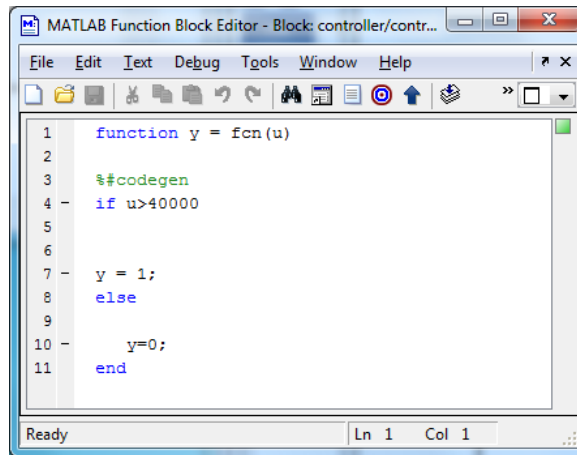 MATLAB Function Block Editor - Block: controller/contr...
File Edit Text Debug Tools Window Help
1 function y = fcn(u)
2
3 %#codegen
4 - if u>40000
5
6
7 - y = 1;
8 else
9
10 - y=0;
11 end
Ready Ln 1 Col 1